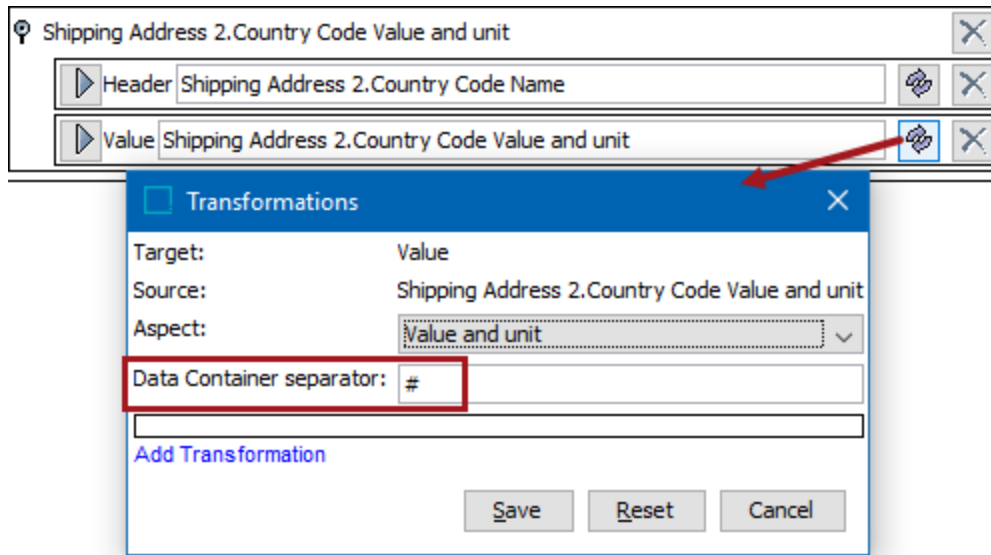 Shipping Address 2.Country Code Value and unit
Header Shipping Address 2.Country Code Name
Value Shipping Address 2.Country Code Value and unit
Transformations
Target: Value
Source: Shipping Address 2.Country Code Value and unit
Aspect: Value and unit
Data Container separator: #
Add Transformation
Save Reset Cancel